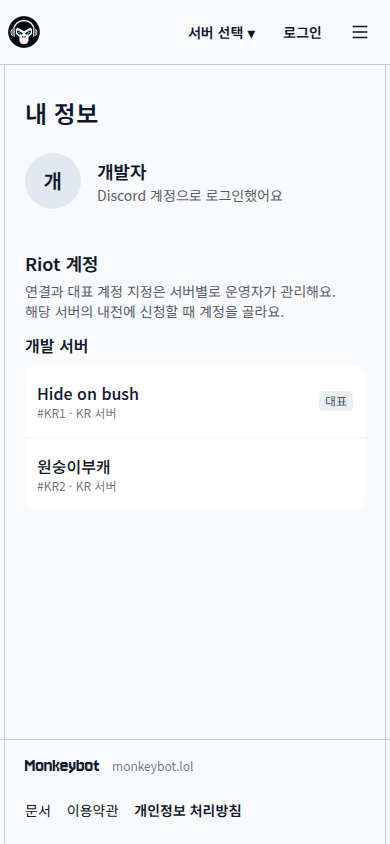 서버 선택 ▾
로그인
내 정보
개
개발자
Discord 계정으로 로그인했어요
Riot 계정
연결과 대표 계정 지정은 서버별로 운영자가 관리해요.
해당 서버의 내전에 신청할 때 계정을 골라요.
개발 서버
Hide on bush
대표
#KR1 · KR 서버
원숭이부캐
#KR2 · KR 서버
Monkeybot
monkeybot.lol
문서
이용약관
개인정보 처리방침